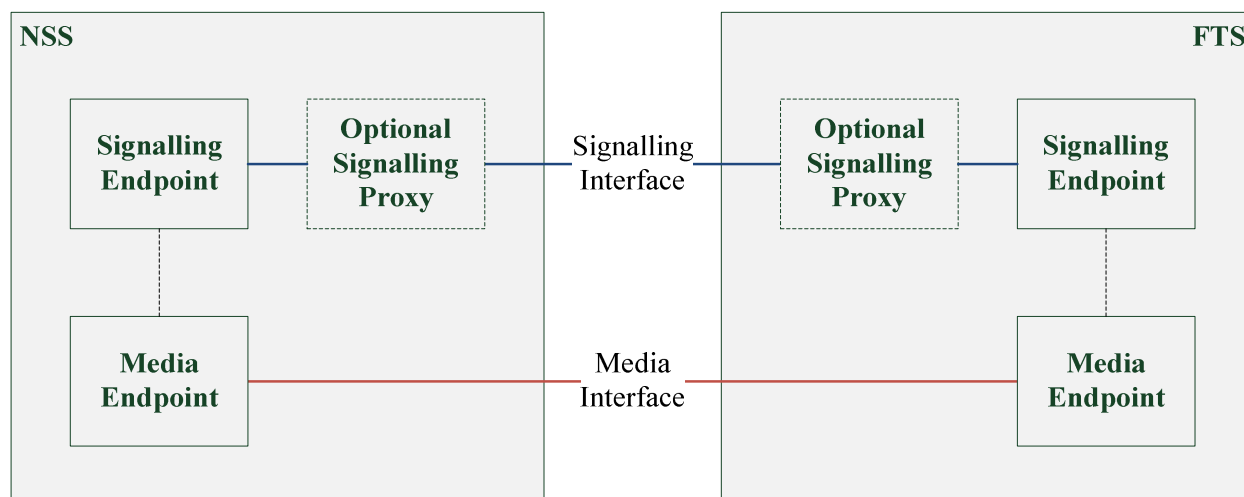 NSS
FTS
Signalling
Endpoint
Optional
Signalling
Proxy
Signalling
Interface
Optional
Signalling
Proxy
Signalling
Endpoint
Media
Endpoint
Media
Interface
Media
Endpoint